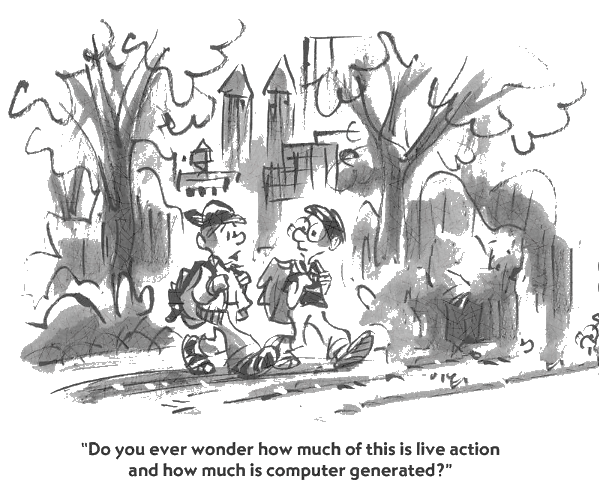 "Do you ever wonder how much of this is live action
and how much is computer generated?"